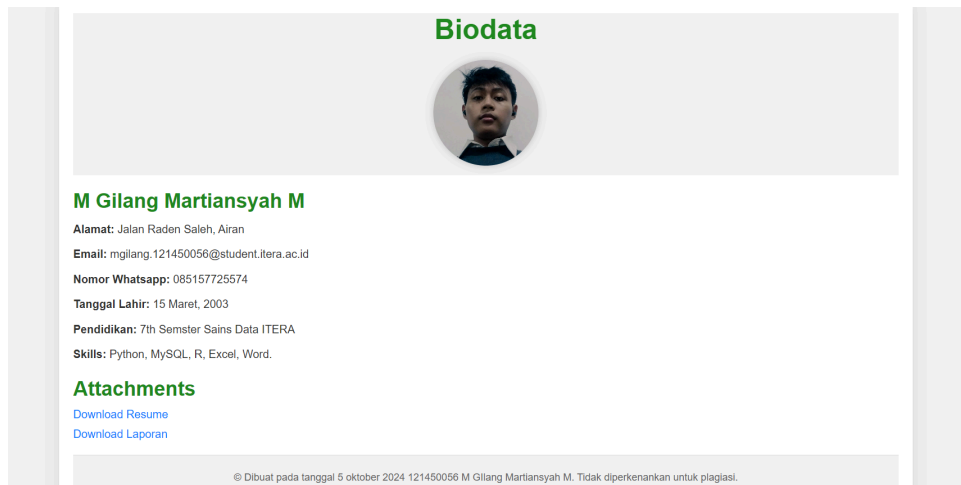 Biodata
M Gilang Martiansyah M
Alamat: Jalan Raden Saleh, Airan
Email: mgilang.121450056@student.itera.ac.id
Nomor Whatsapp: 085157725574
Tanggal Lahir: 15 Maret, 2003
Pendidikan: 7th Semster Sains Data ITERA
Skills: Python, MySQL, R, Excel, Word.
Attachments
Download Resume
Download Laporan
© Dibuat pada tanggal 5 oktober 2024 121450056 M GIlang Martiansyah M. Tidak diperkenankan untuk plagiasi.